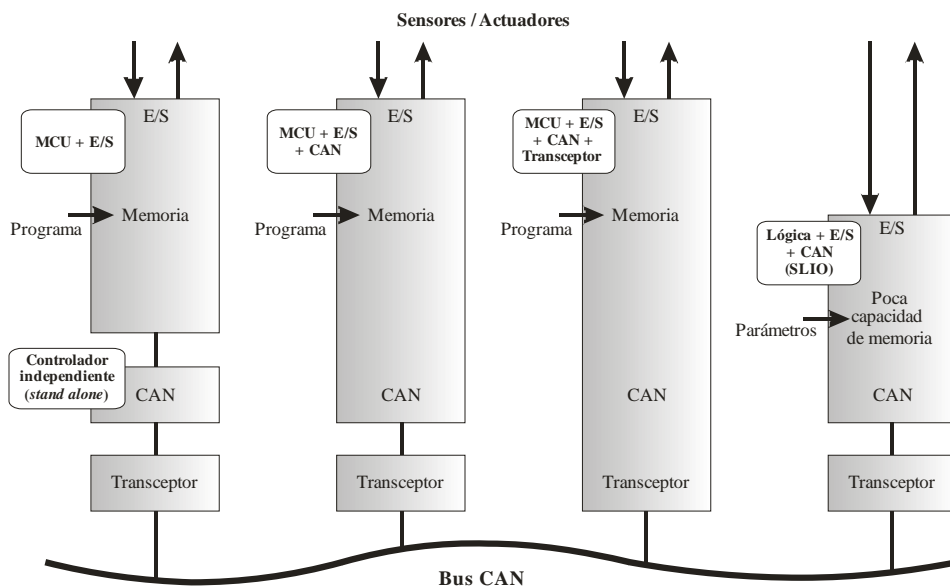 Sensores / Actuadores
E/S
MCU + E/S
Programa
Memoria
Controlador
independiente
(stand alone)
CAN
Transceptor
E/S
MCU + E/S
+ CAN
Programa
Memoria
CAN
Transceptor
E/S
MCU + E/S
+ CAN +
Transceptor
Programa
Memoria
CAN
Transceptor
E/S
Lógica + E/S
+ CAN
(SLIO)
Parámetros
Poca
capacidad
de memoria
CAN
Transceptor
Bus CAN